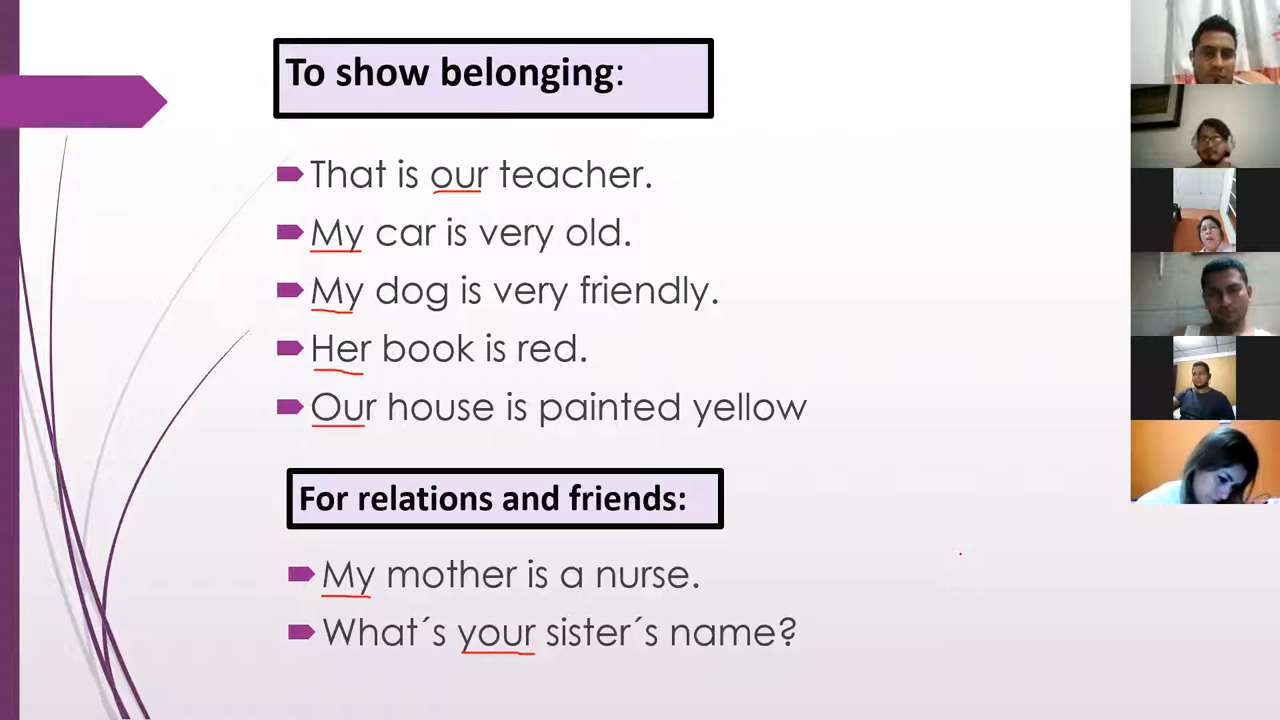 To show belonging:
That is our teacher.
My car is very old.
My dog is very friendly.
Her book is red.
Our house is painted yellow
For relations and friends:
My mother is a nurse.
What´s your sister´s name?